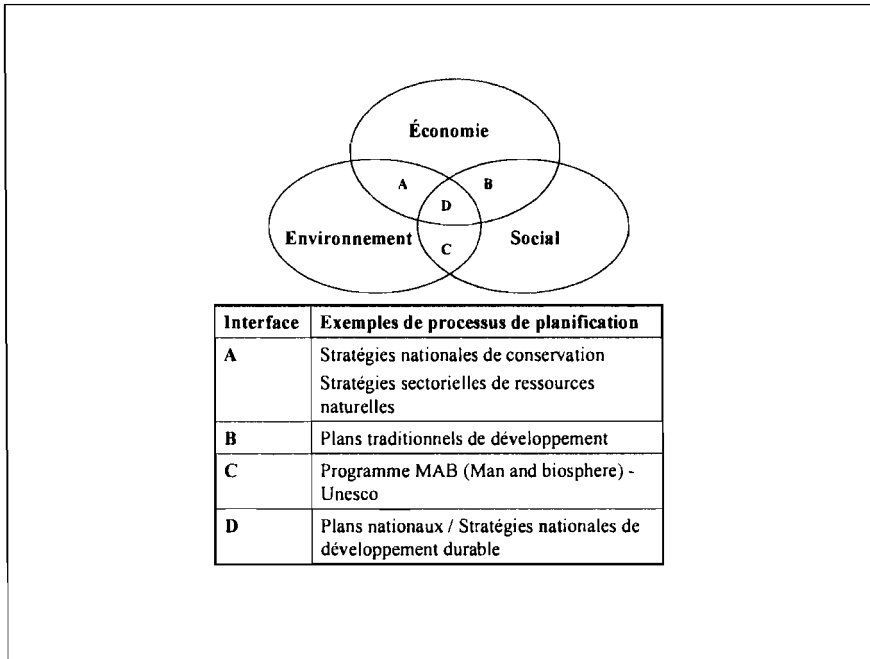 Économie
A
B
D
Environnement
Social
C
Interface Exemples de processus de planification
A Stratégies nationales de conservation
Stratégies sectorielles de ressources
naturelles
B Plans traditionnels de développement
C Programme MAB (Man and biosphere) -
Unesco
D Plans nationaux / Stratégies nationales de
développement durable